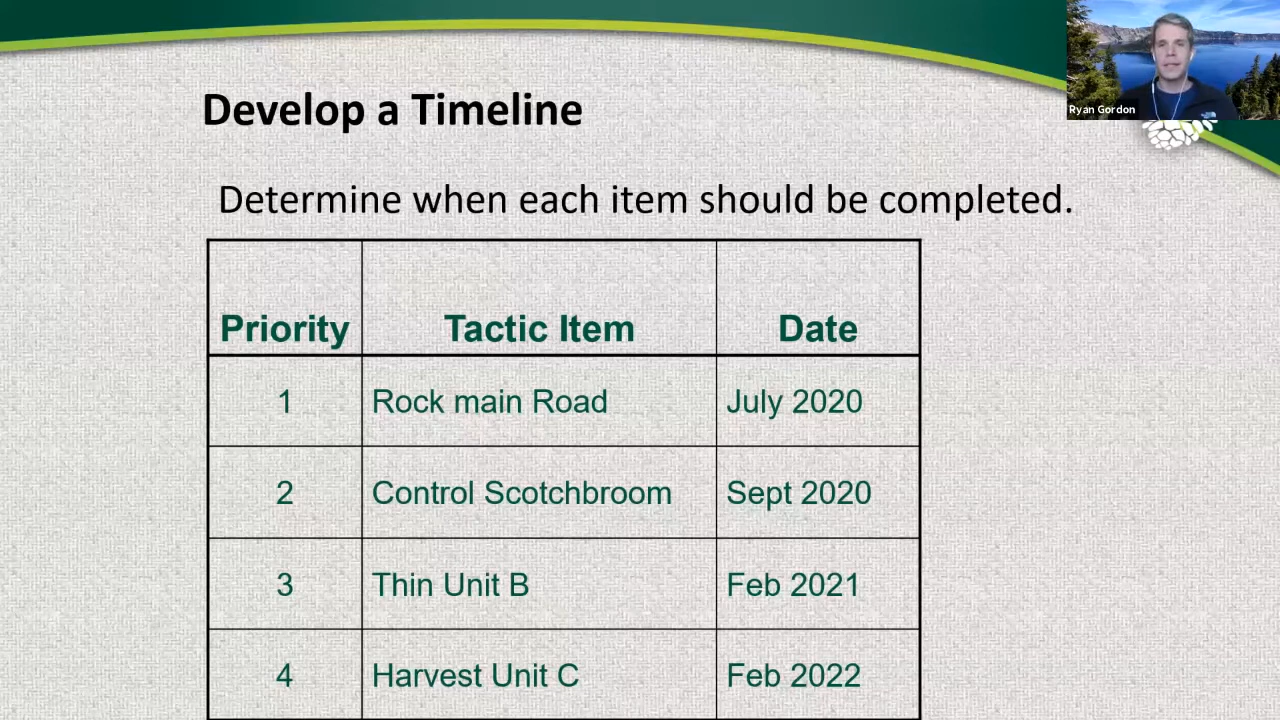 Ryan Gordon
Develop a Timeline
Determine when each item should be completed.
Priority Tactic Item Date
1 Rock main Road July 2020
2 Control Scotchbroom Sept 2020
3 Thin Unit B Feb 2021
4 Harvest Unit C Feb 2022